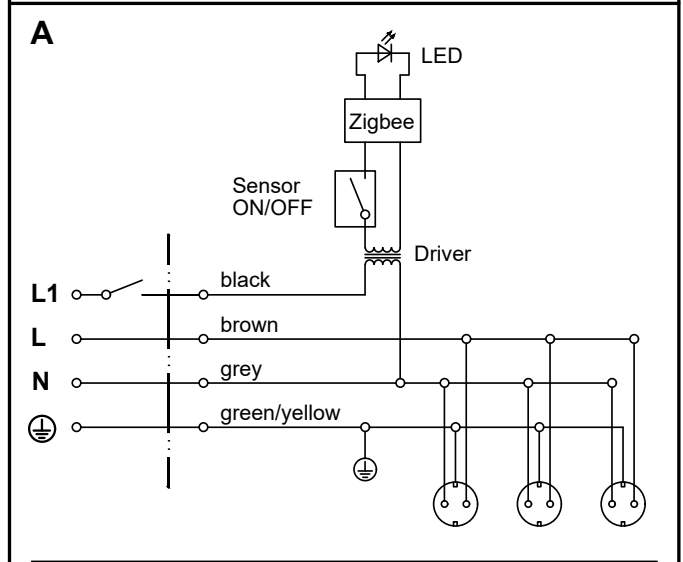 A
LED
Zigbee
Sensor
ON/OFF
Driver
L1
black
L
brown
N
grey
green/yellow